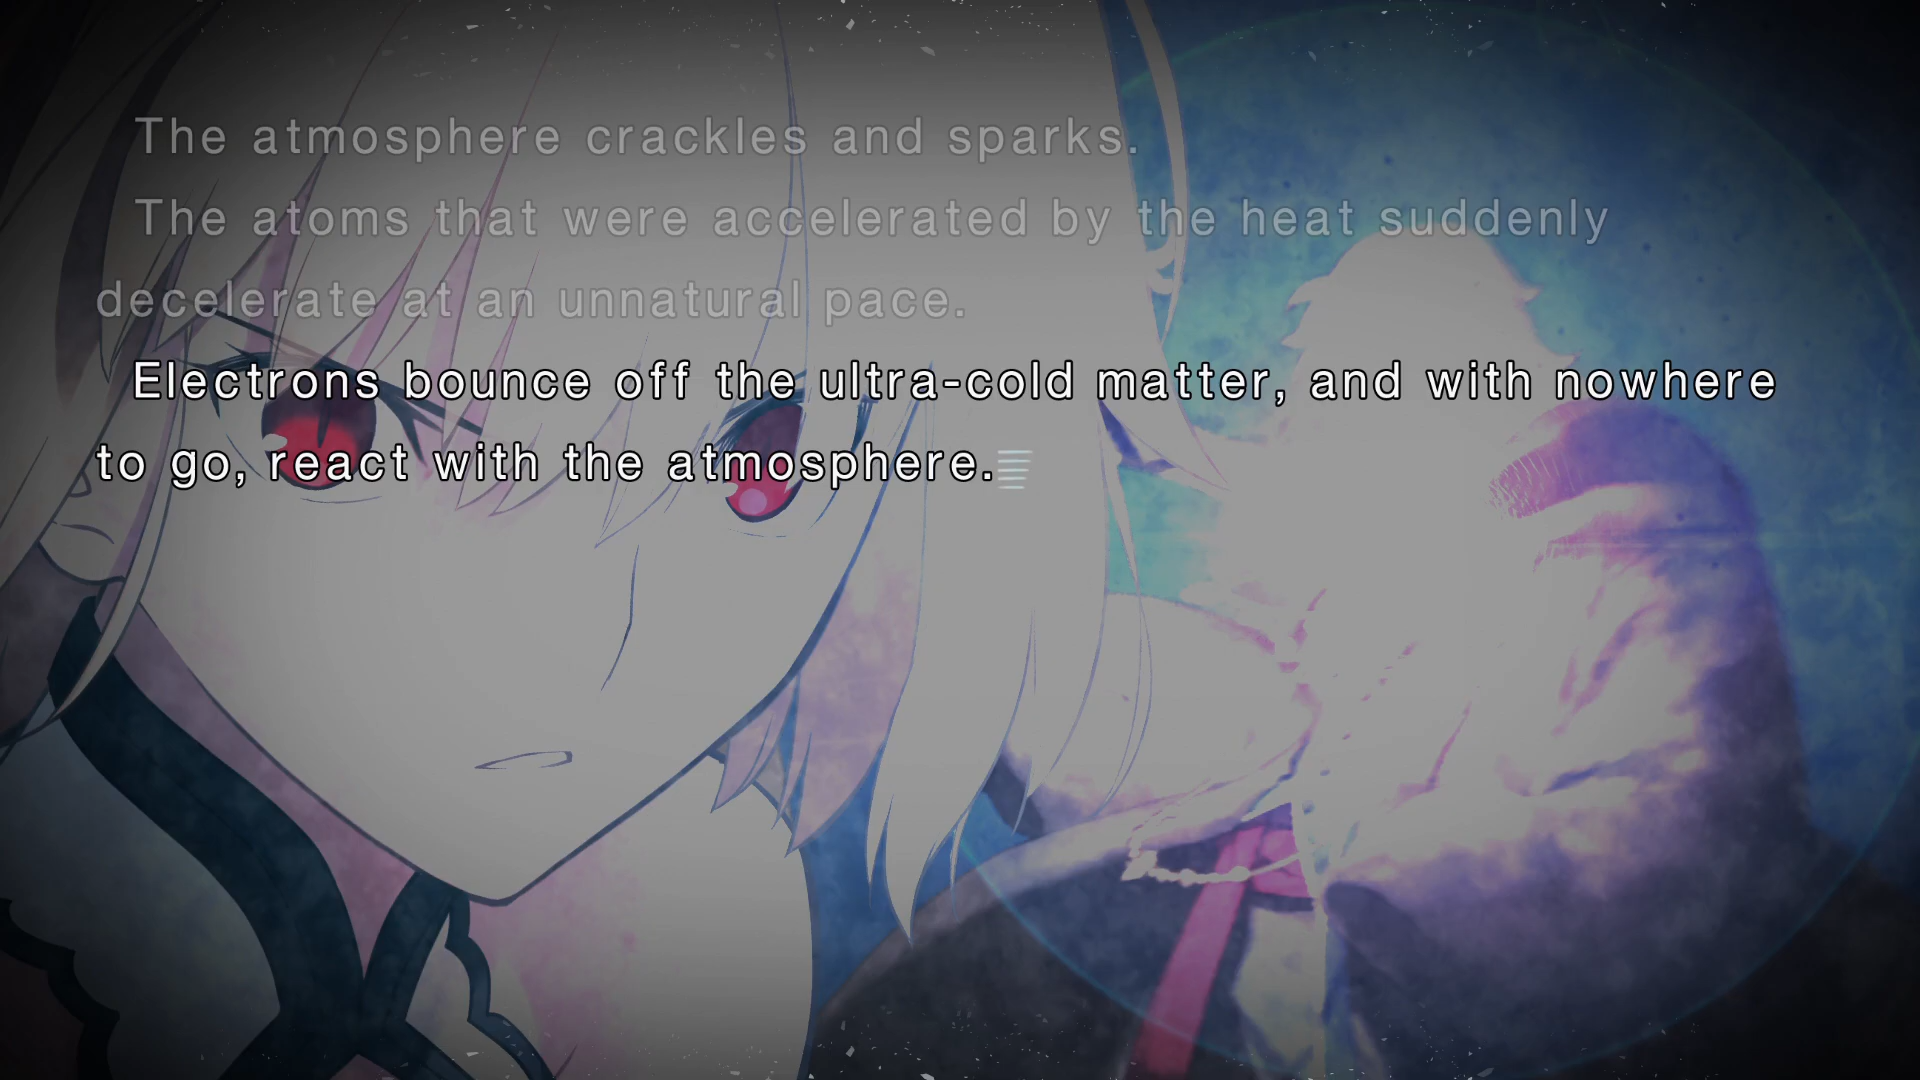 The atmosphere crackles and sparks.
The atoms that were accelerated by the heat suddenly
decelerate at an unnatural pace.
Electrons bounce off the ultra-cold matter, and with nowhere
to go, react with the atmosphere.